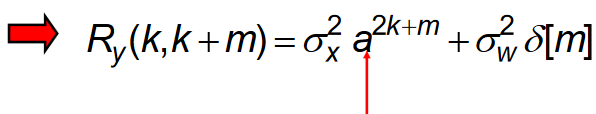 R_y(k,k+m) = σ_x^2 a^{2k+m} + σ_w^2 δ[m]